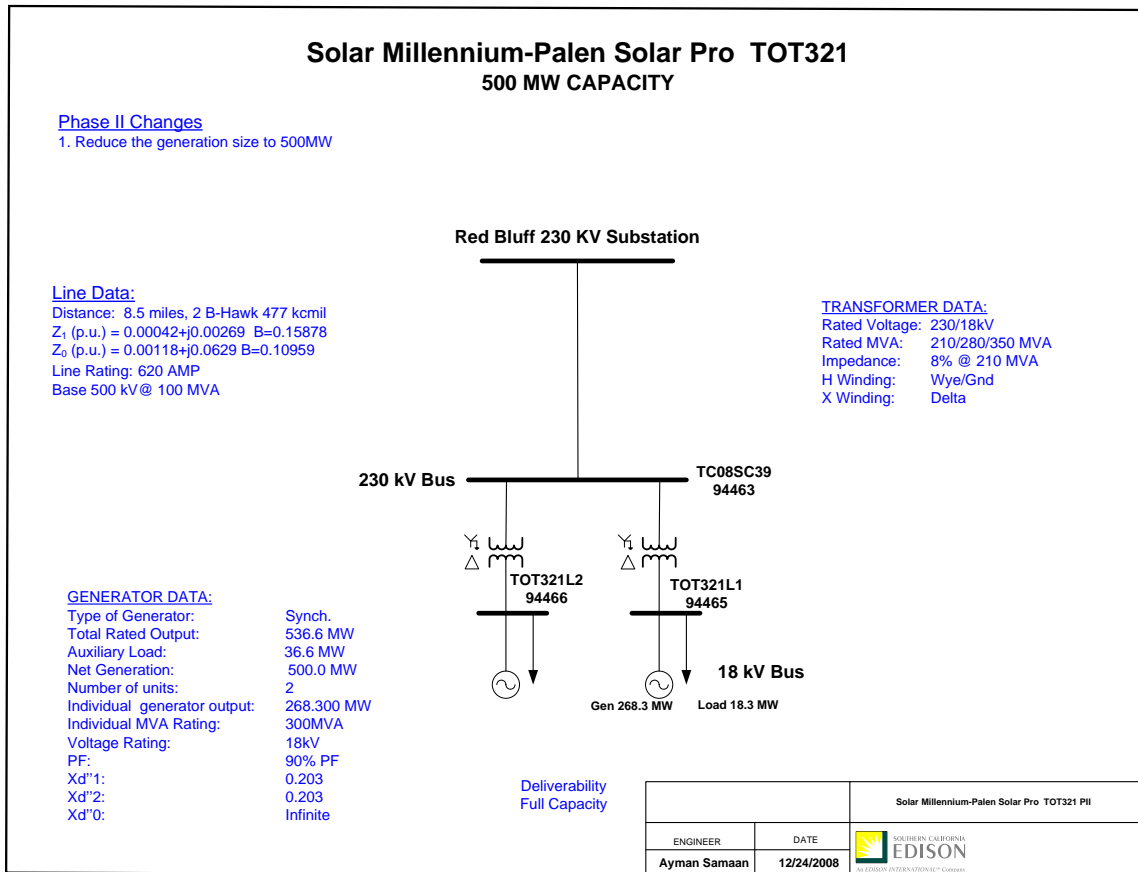 Solar Millennium-Palen Solar Pro TOT321
500 MW CAPACITY
Phase II Changes
1. Reduce the generation size to 500MW
Red Bluff 230 KV Substation
Line Data:
Distance: 8.5 miles, 2 B-Hawk 477 kcmil
Z₁ (p.u.) = 0.00042+j0.00269 B=0.15878
Z₀ (p.u.) = 0.00118+j0.0629 B=0.10959
Line Rating: 620 AMP
Base 500 kV@ 100 MVA
TRANSFORMER DATA:
Rated Voltage: 230/18kV
Rated MVA: 210/280/350 MVA
Impedance: 8% @ 210 MVA
H Winding: Wye/Gnd
X Winding: Delta
230 kV Bus
TC08SC39
94463
TOT321L2
94466
TOT321L1
94465
18 kV Bus
Gen 268.3 MW
Load 18.3 MW
GENERATOR DATA:
Type of Generator: Synch.
Total Rated Output: 536.6 MW
Auxiliary Load: 36.6 MW
Net Generation: 500.0 MW
Number of units: 2
Individual generator output: 268.300 MW
Individual MVA Rating: 300MVA
Voltage Rating: 18kV
PF: 90% PF
Xd"1: 0.203
Xd"2: 0.203
Xd"0: Infinite
Deliverability
Full Capacity
Solar Millennium-Palen Solar Pro TOT321 PII
ENGINEER
DATE
Ayman Samaan
12/24/2008
SOUTHERN CALIFORNIA
EDISON
An EDISON INTERNATIONAL® Company